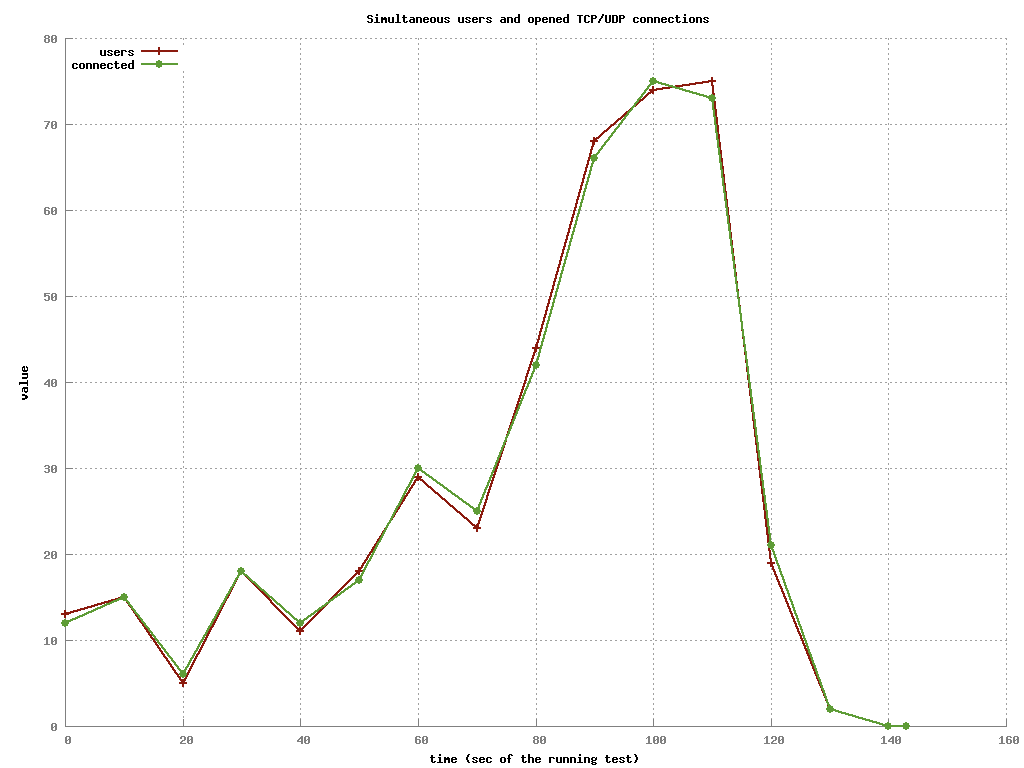 Simultaneous users and opened TCP/UDP connections
80
users
connected
70
60
50
value
40
30
20
10
0
0 20 40 60 80 100 120 140 160
time (sec of the running test)